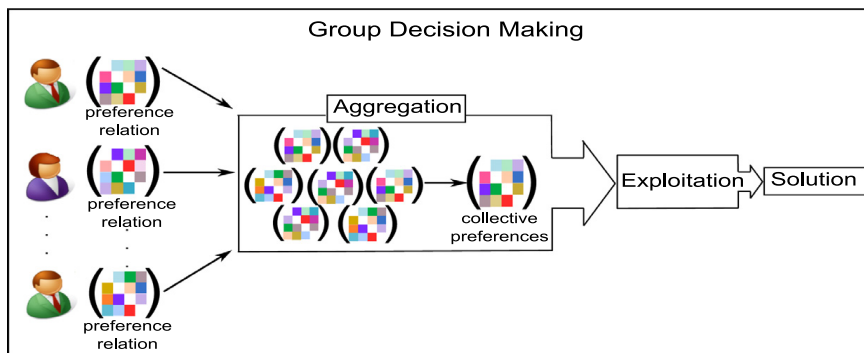 Group Decision Making
preference
relation
preference
relation
preference
relation
Aggregation
collective
preferences
Exploitation
Solution